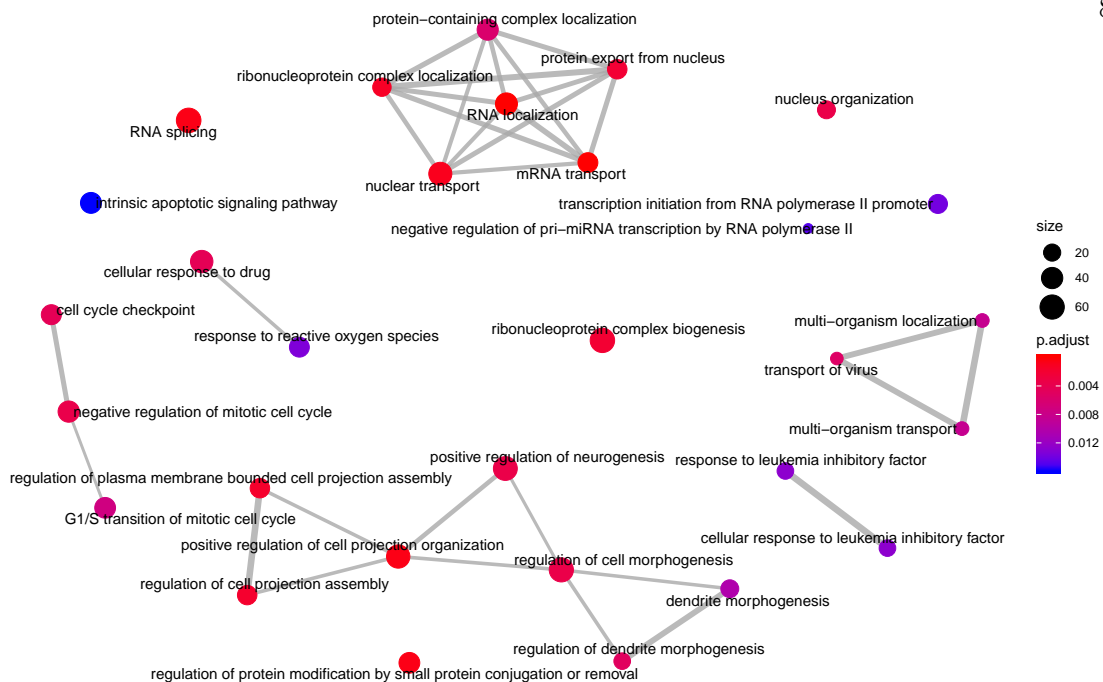 protein−containing complex localization
protein export from nucleus
ribonucleoprotein complex localization
nucleus organization
RNA localization
RNA splicing
mRNA transport
nuclear transport
intrinsic apoptotic signaling pathway
transcription initiation from RNA polymerase II promoter
negative regulation of pri−miRNA transcription by RNA polymerase II
size
20
40
60
cellular response to drug
cell cycle checkpoint
multi−organism localization
ribonucleoprotein complex biogenesis
response to reactive oxygen species
p.adjust
0.004
0.008
0.012
transport of virus
negative regulation of mitotic cell cycle
multi−organism transport
positive regulation of neurogenesis
response to leukemia inhibitory factor
regulation of plasma membrane bounded cell projection assembly
G1/S transition of mitotic cell cycle
cellular response to leukemia inhibitory factor
positive regulation of cell projection organization
regulation of cell morphogenesis
regulation of cell projection assembly
dendrite morphogenesis
regulation of dendrite morphogenesis
regulation of protein modification by small protein conjugation or removal